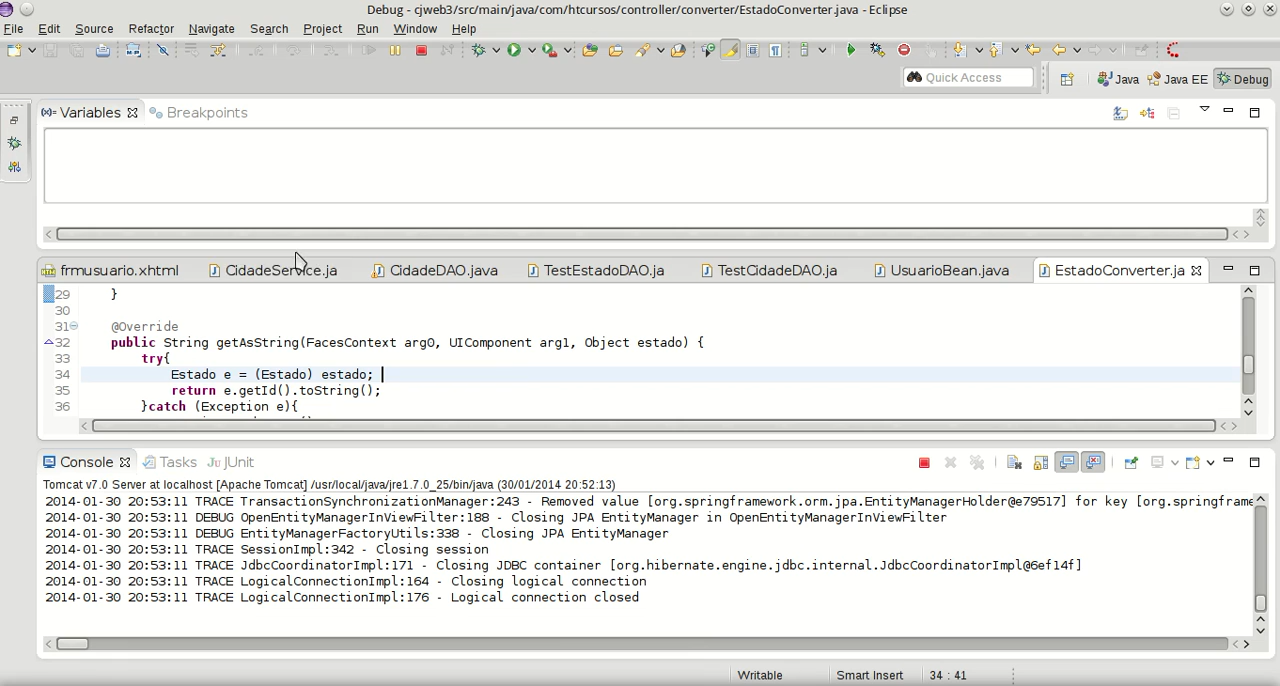 Debug - cjweb3/src/main/java/com/htcursos/controller/converter/EstadoConverter.java - Eclipse
File Edit Source Refactor Navigate Search Project Run Window Help
Quick Access Java Java EE Debug
(x)= Variables Breakpoints
frmusuario.xhtml CidadeService.ja CidadeDAO.java TestEstadoDAO.ja TestCidadeDAO.ja UsuarioBean.java EstadoConverter.ja
29 }
30
31 @Override
32 public String getAsString(FacesContext arg0, UIComponent arg1, Object estado) {
33 try{
34 Estado e = (Estado) estado;
35 return e.getId().toString();
36 }catch (Exception e){
Console Tasks Ju JUnit
Tomcat v7.0 Server at localhost [Apache Tomcat] /usr/local/java/jre1.7.0_25/bin/java (30/01/2014 20:52:13)
2014-01-30 20:53:11 TRACE TransactionSynchronizationManager:243 - Removed value [org.springframework.orm.jpa.EntityManagerHolder@e79517] for key [org.springframe
2014-01-30 20:53:11 DEBUG OpenEntityManagerInViewFilter:188 - Closing JPA EntityManager in OpenEntityManagerInViewFilter
2014-01-30 20:53:11 DEBUG EntityManagerFactoryUtils:338 - Closing JPA EntityManager
2014-01-30 20:53:11 TRACE SessionImpl:342 - Closing session
2014-01-30 20:53:11 TRACE JdbcCoordinatorImpl:171 - Closing JDBC container [org.hibernate.engine.jdbc.internal.JdbcCoordinatorImpl@6ef14f]
2014-01-30 20:53:11 TRACE LogicalConnectionImpl:164 - Closing logical connection
2014-01-30 20:53:11 TRACE LogicalConnectionImpl:176 - Logical connection closed
Writable Smart Insert 34 : 41